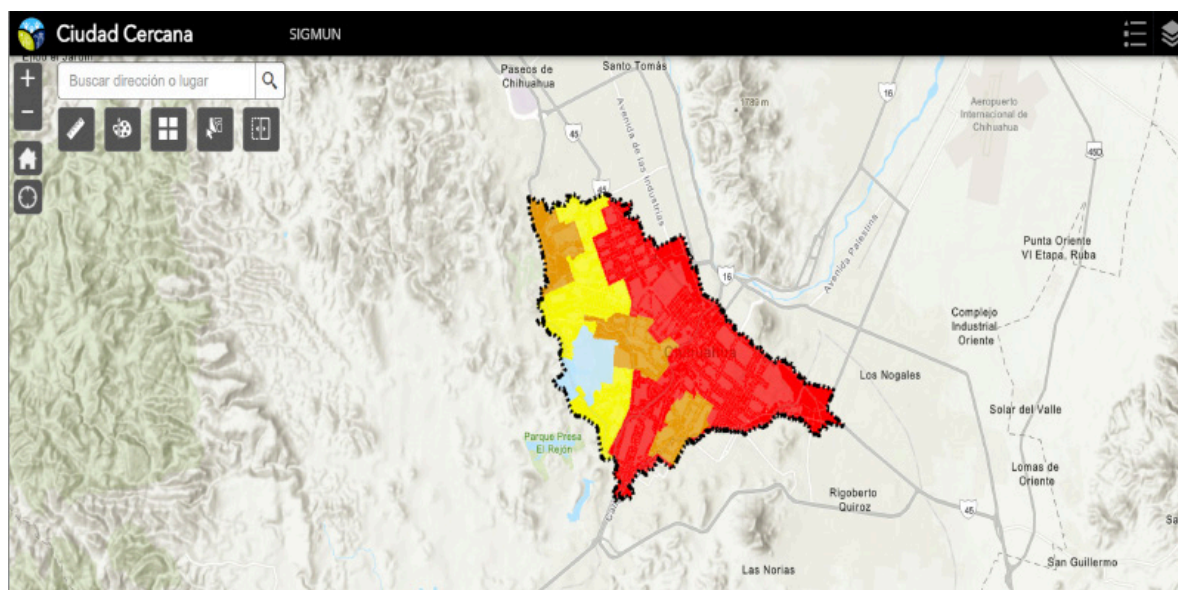 Ciudad Cercana
SIGMUN
Buscar dirección o lugar
Paseos de
Chihuahua
Santo Tomás
Avenida de las Industrias
1789 m
16
Aeropuerto
Internacional de
Chihuahua
45
45D
45
Punta Oriente
VI Etapa, Ruba
Avenida Palestina
16
Complejo
Industrial
Oriente
Chihuahua
Los Nogales
Solar del Valle
Parque Presa
El Rejón
Lomas de
Oriente
Rigoberto
Quiroz
45
San Guillermo
Las Norias